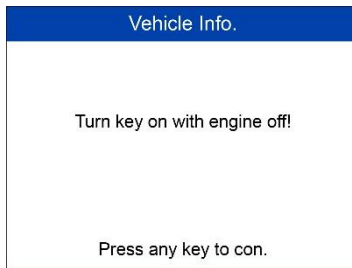 Vehicle Info.
Turn key on with engine off!
Press any key to con.